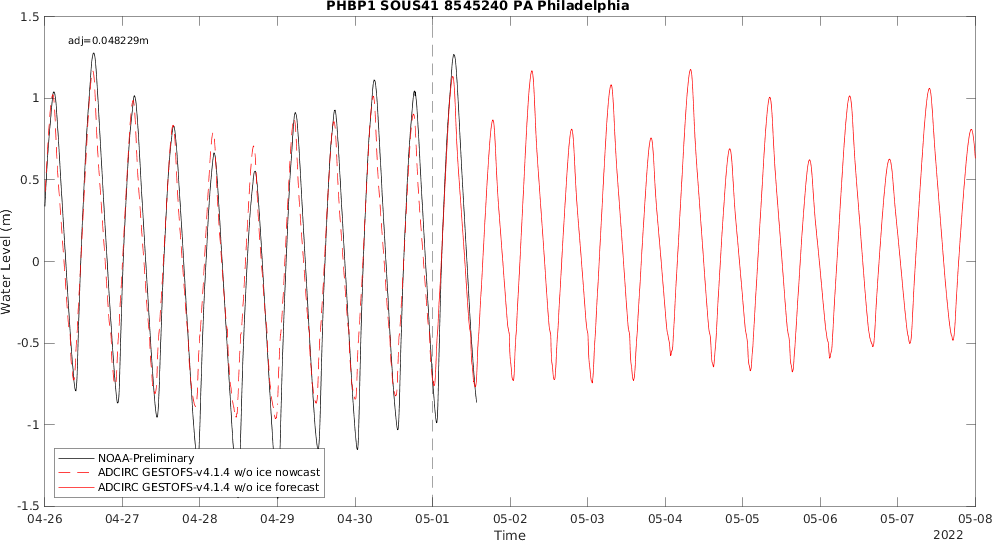 PHBP1 SOUS41 8545240 PA Philadelphia
adj=0.048229m
1.5
1
0.5
0
-0.5
-1
-1.5
Water Level (m)
NOAA-Preliminary
ADCIRC GESTOFS-v4.1.4 w/o ice nowcast
ADCIRC GESTOFS-v4.1.4 w/o ice forecast
04-26 04-27 04-28 04-29 04-30 05-01 05-02 05-03 05-04 05-05 05-06 05-07 05-08
Time
2022